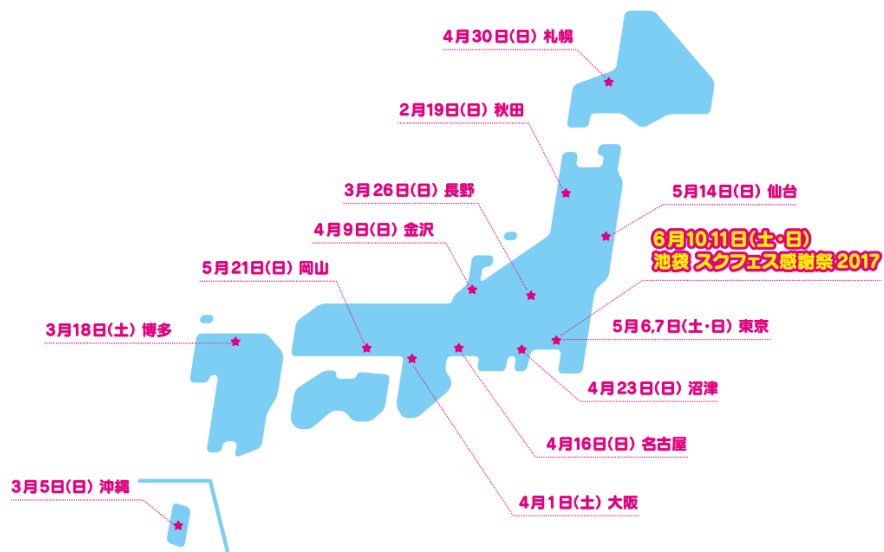 4月30日(日) 札幌
2月19日(日) 秋田
3月26日(日) 長野
5月14日(日) 仙台
4月9日(日) 金沢
6月10,11日(土・日)
池袋 スクフェス感謝祭2017
5月21日(日) 岡山
3月18日(土) 博多
5月6,7日(土・日) 東京
4月23日(日) 沼津
4月16日(日) 名古屋
3月5日(日) 沖縄
4月1日(土) 大阪